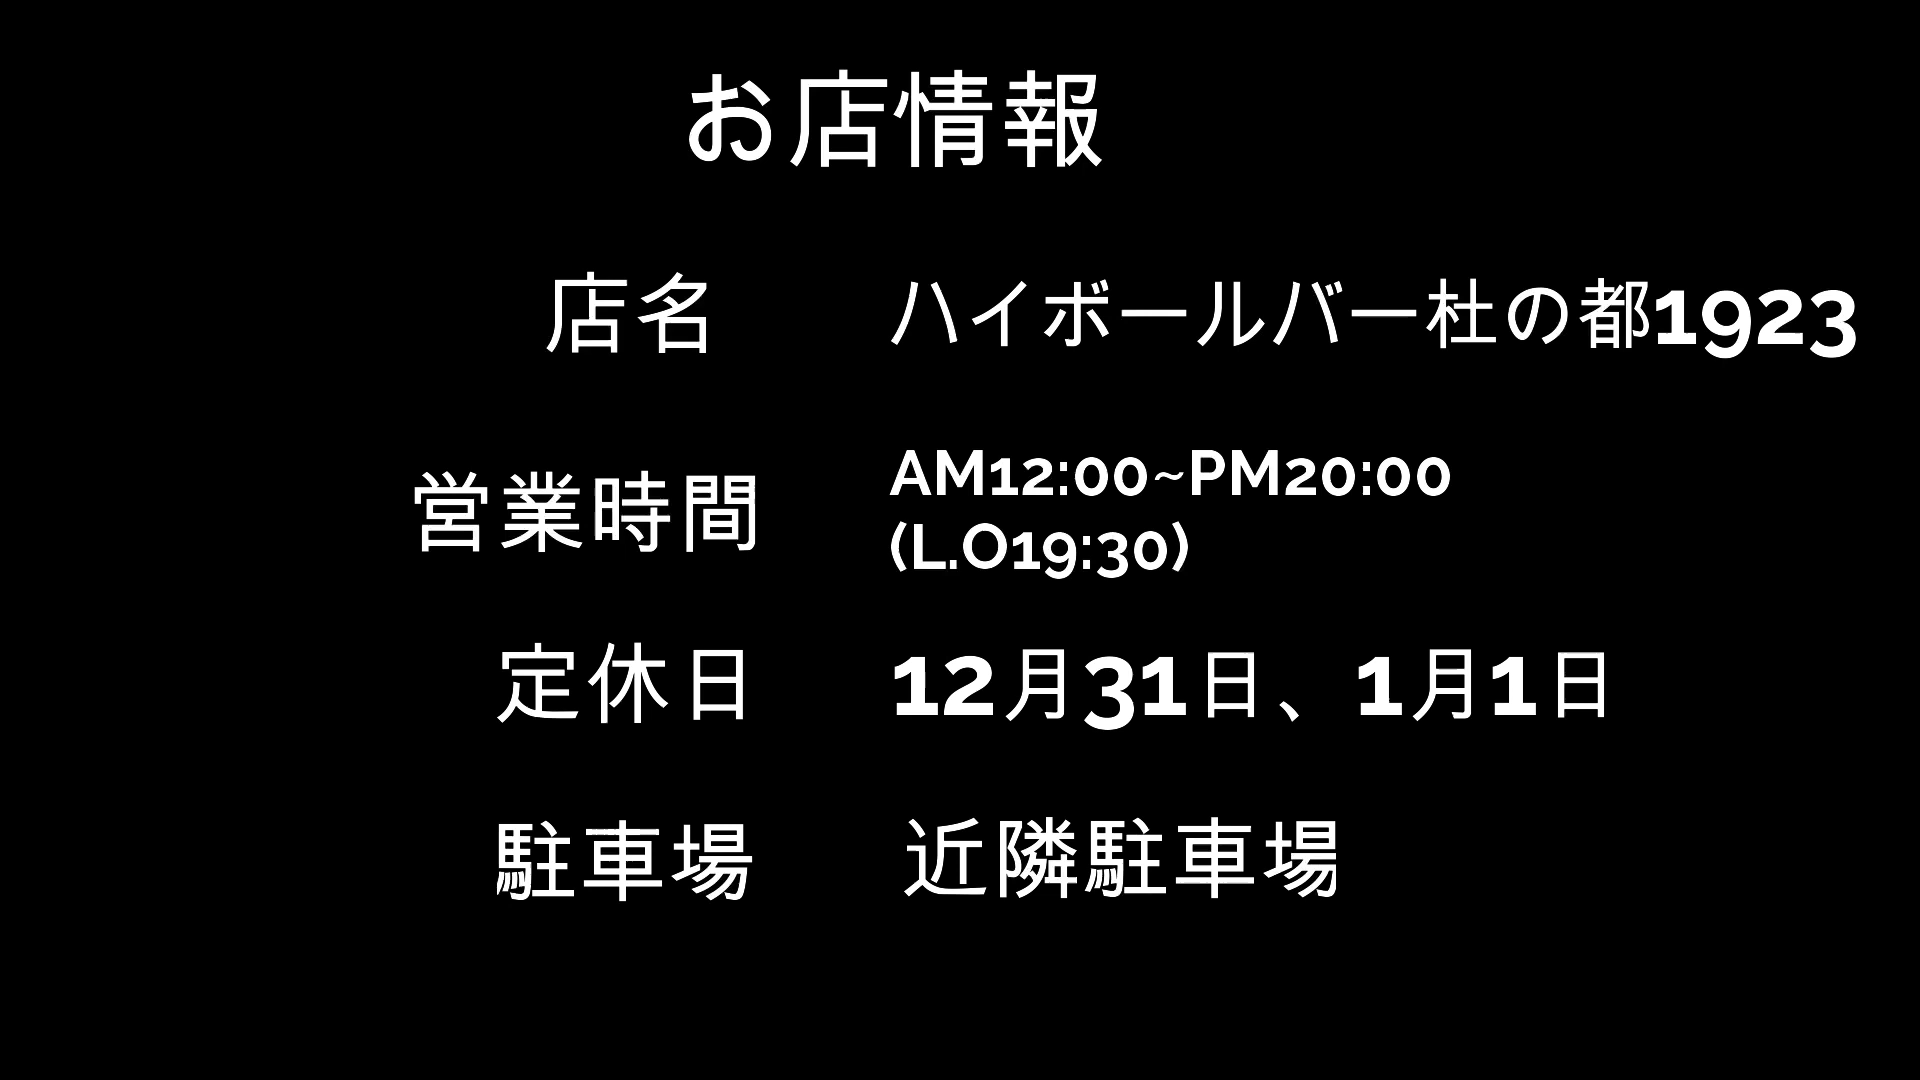 お店情報
店名 ハイボールバー杜の都1923
営業時間 AM12:00~PM20:00
(L.O19:30)
定休日 12月31日、1月1日
駐車場 近隣駐車場